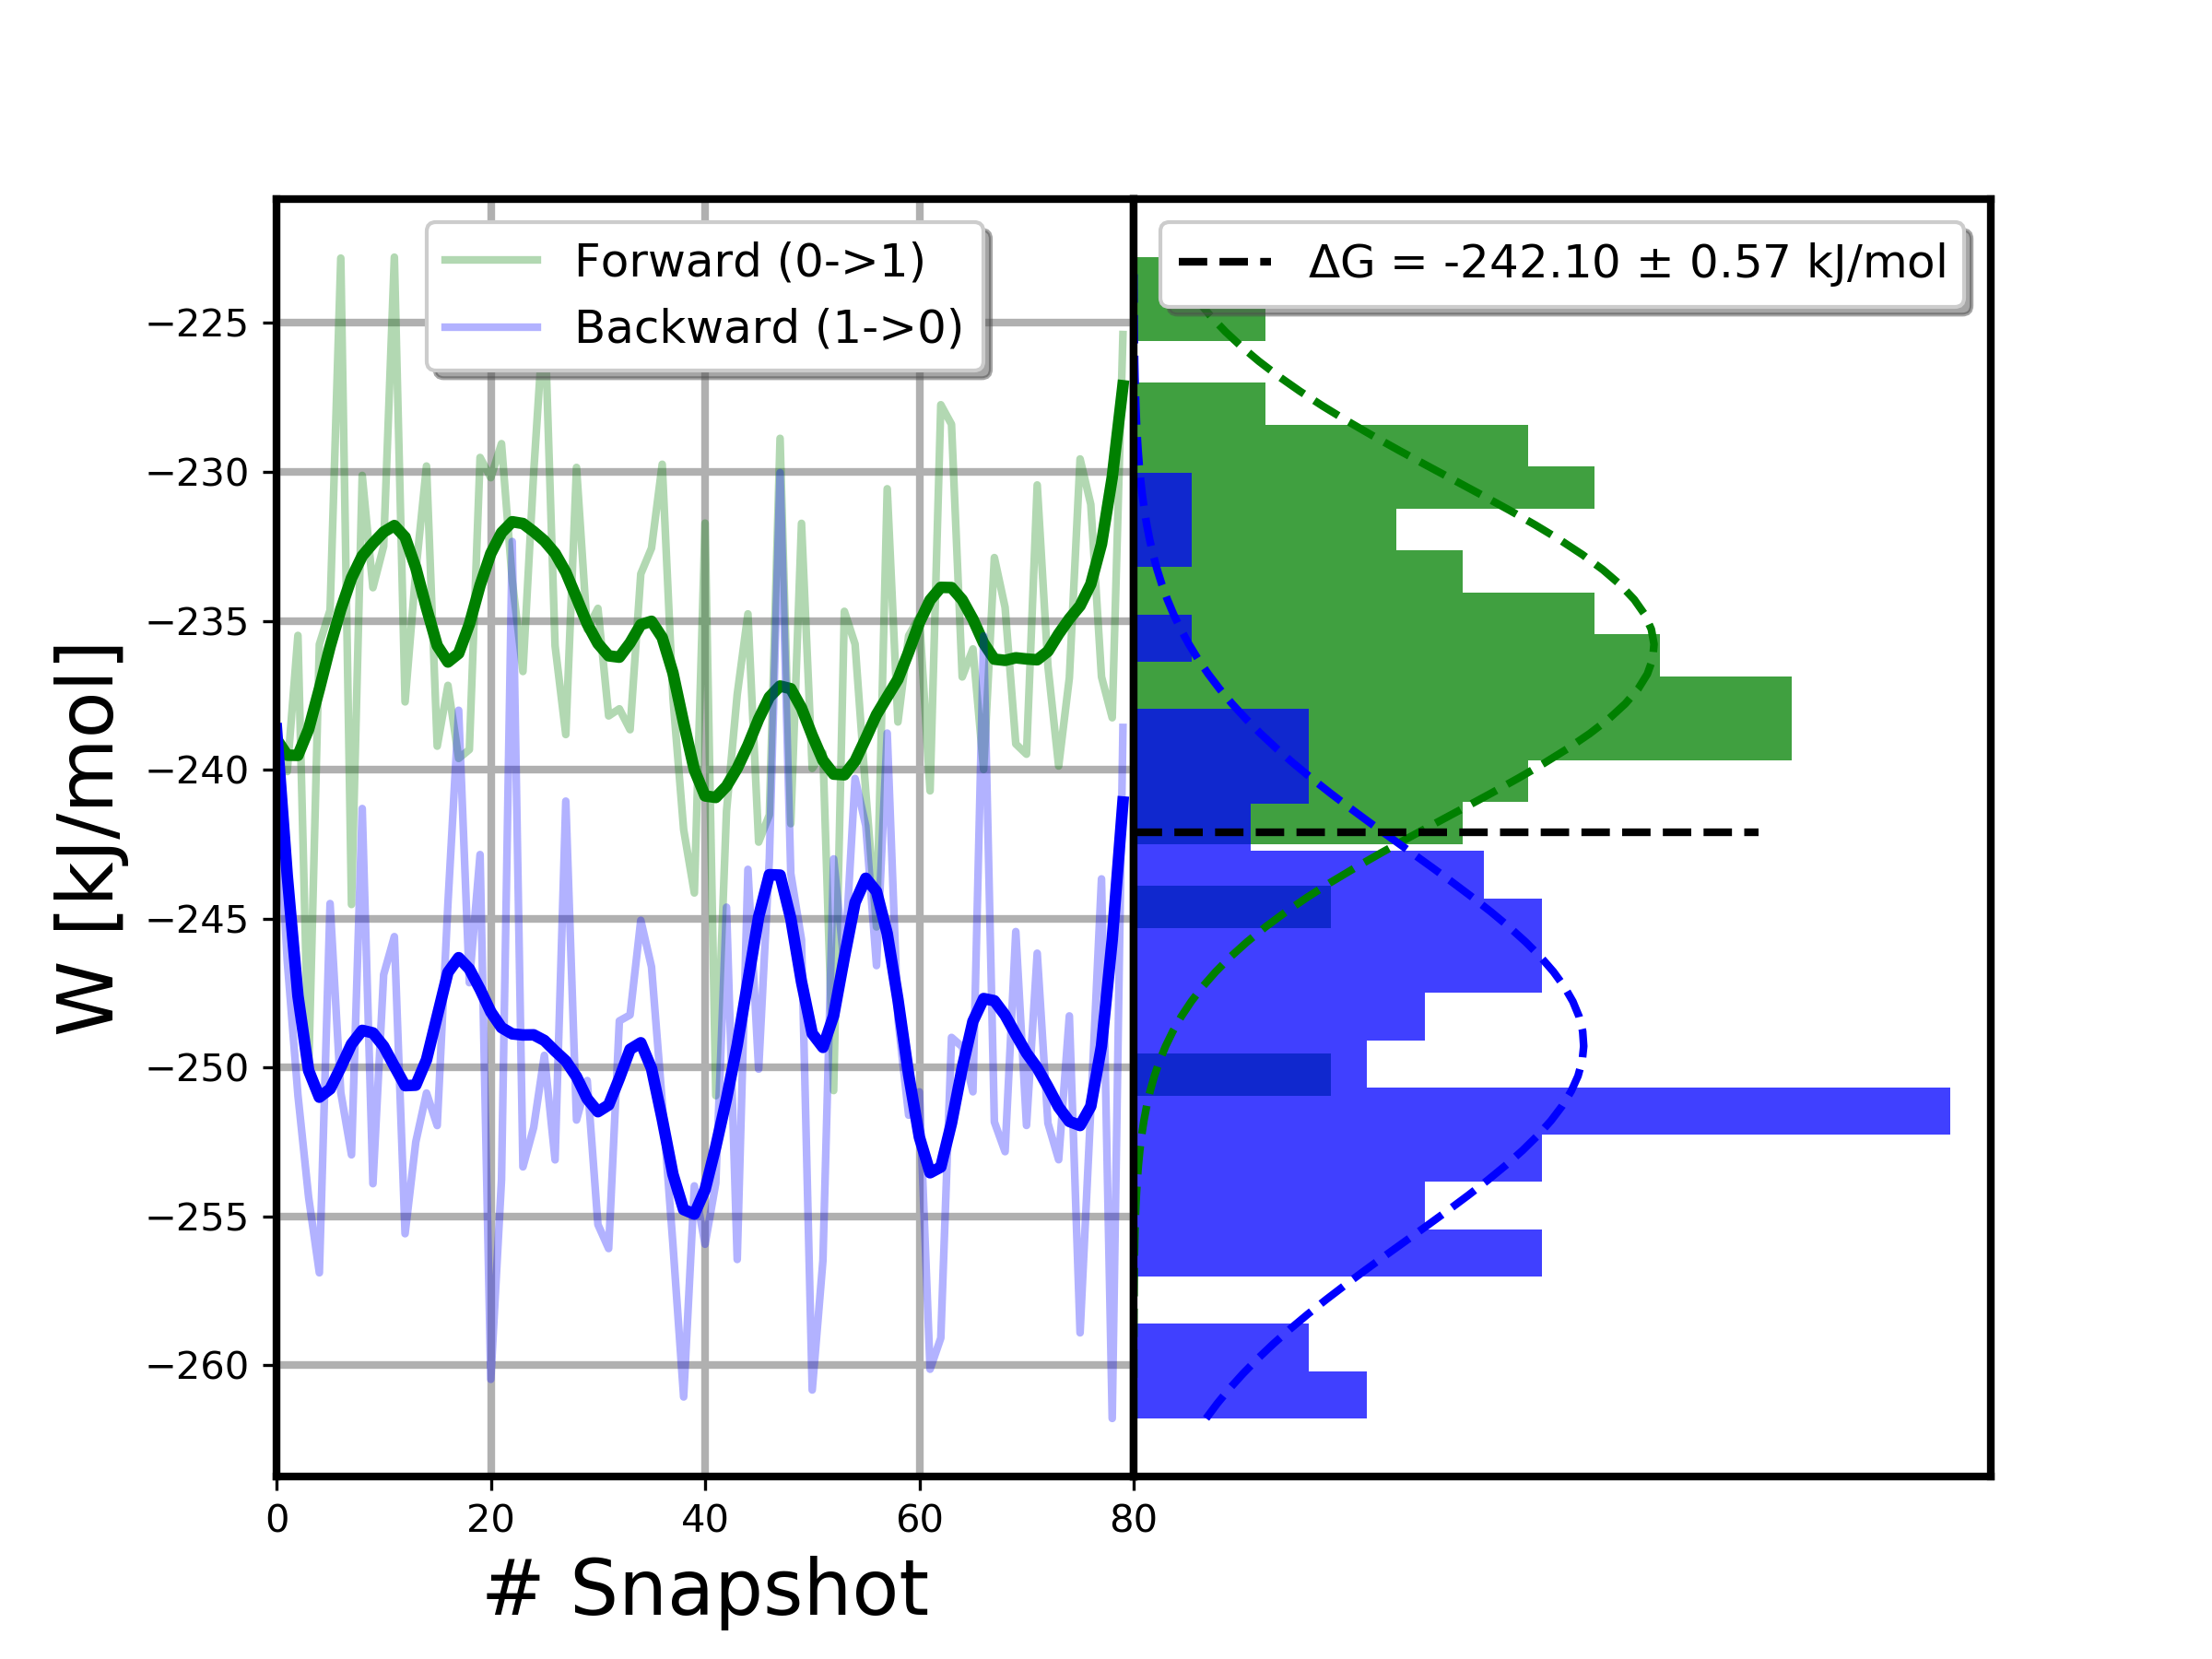 Forward (0->1)
Backward (1->0)
ΔG = -242.10 ± 0.57 kJ/mol
W [kJ/mol]
−225
−230
−235
−240
−245
−250
−255
−260
0 20 40 60 80
# Snapshot